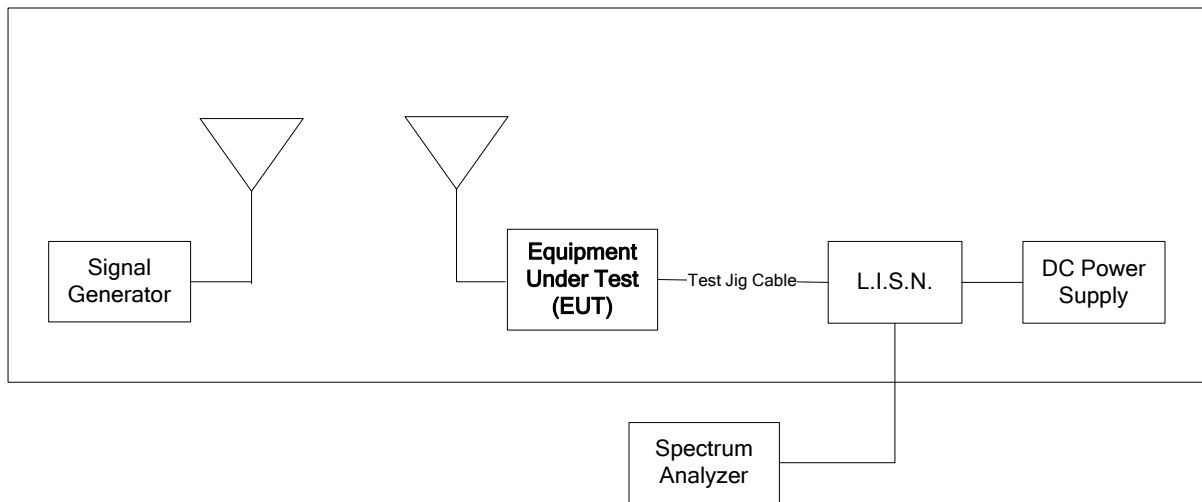 Signal
Generator
Equipment
Under Test
(EUT)
Test Jig Cable
L.I.S.N.
DC Power
Supply
Spectrum
Analyzer